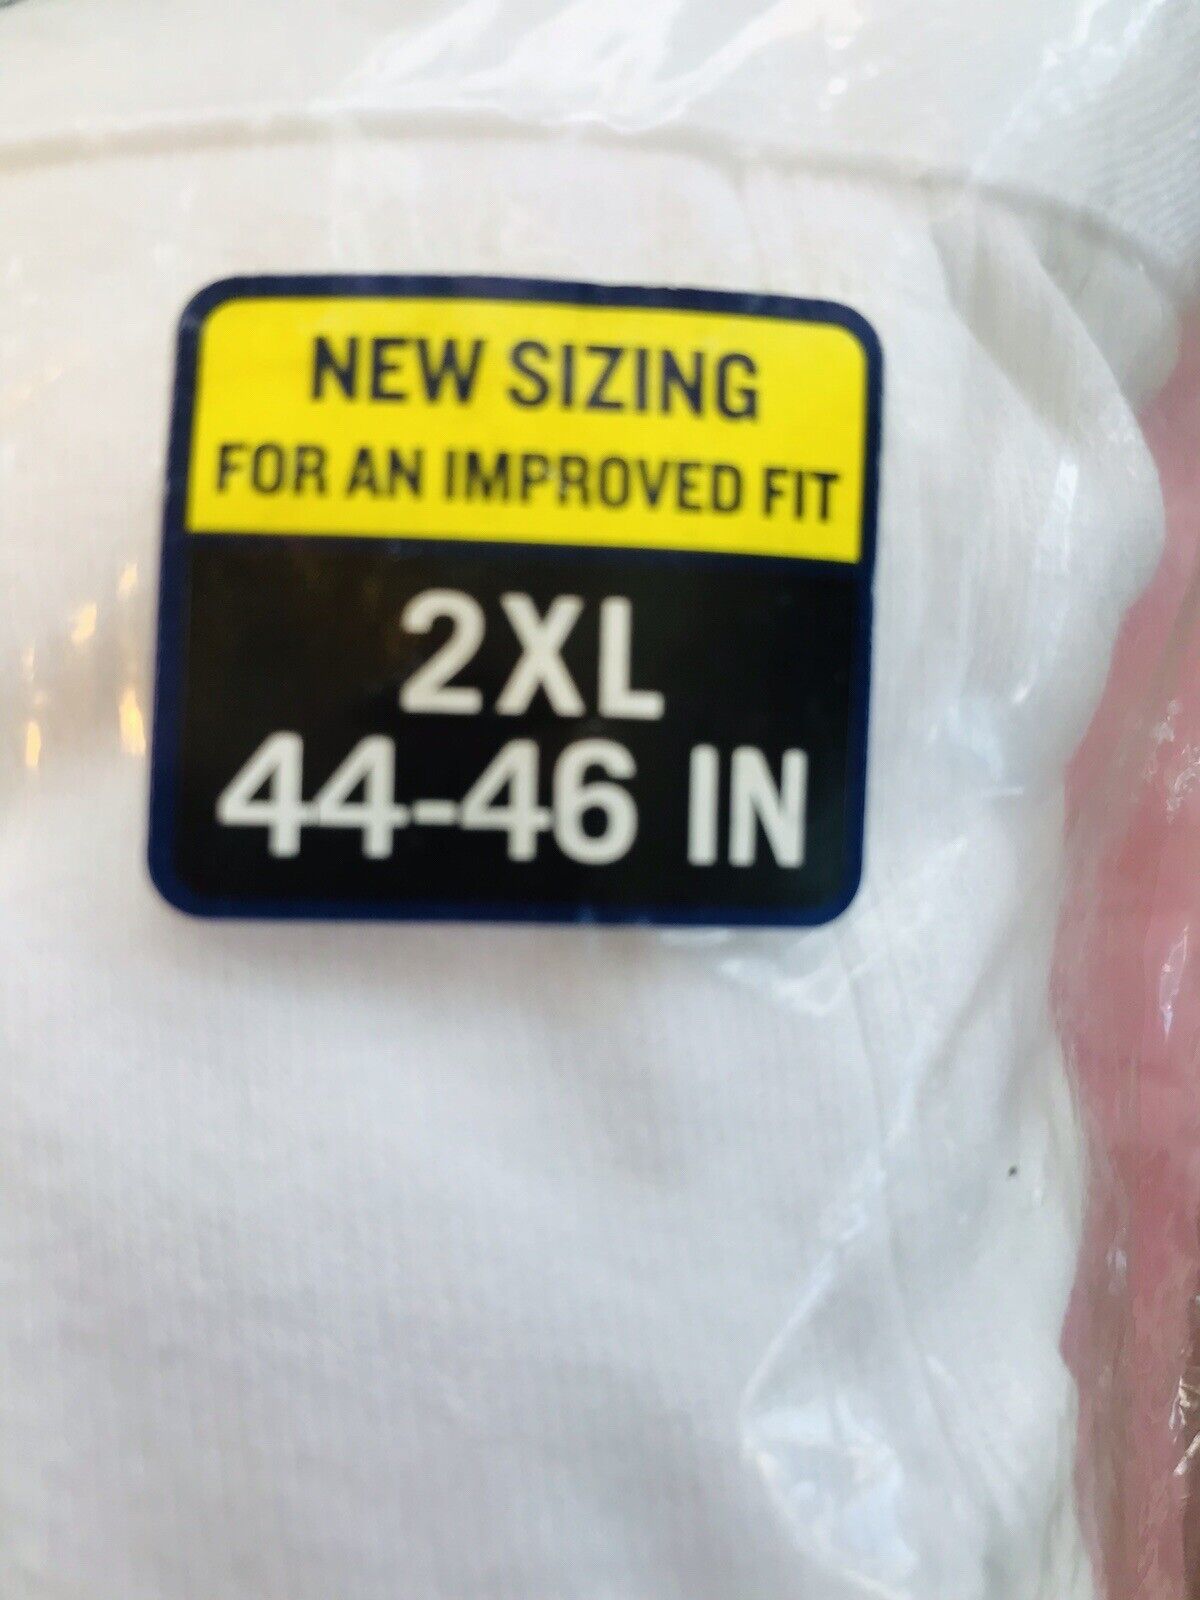 NEW SIZING
FOR AN IMPROVED FIT
2XL
44-46 IN